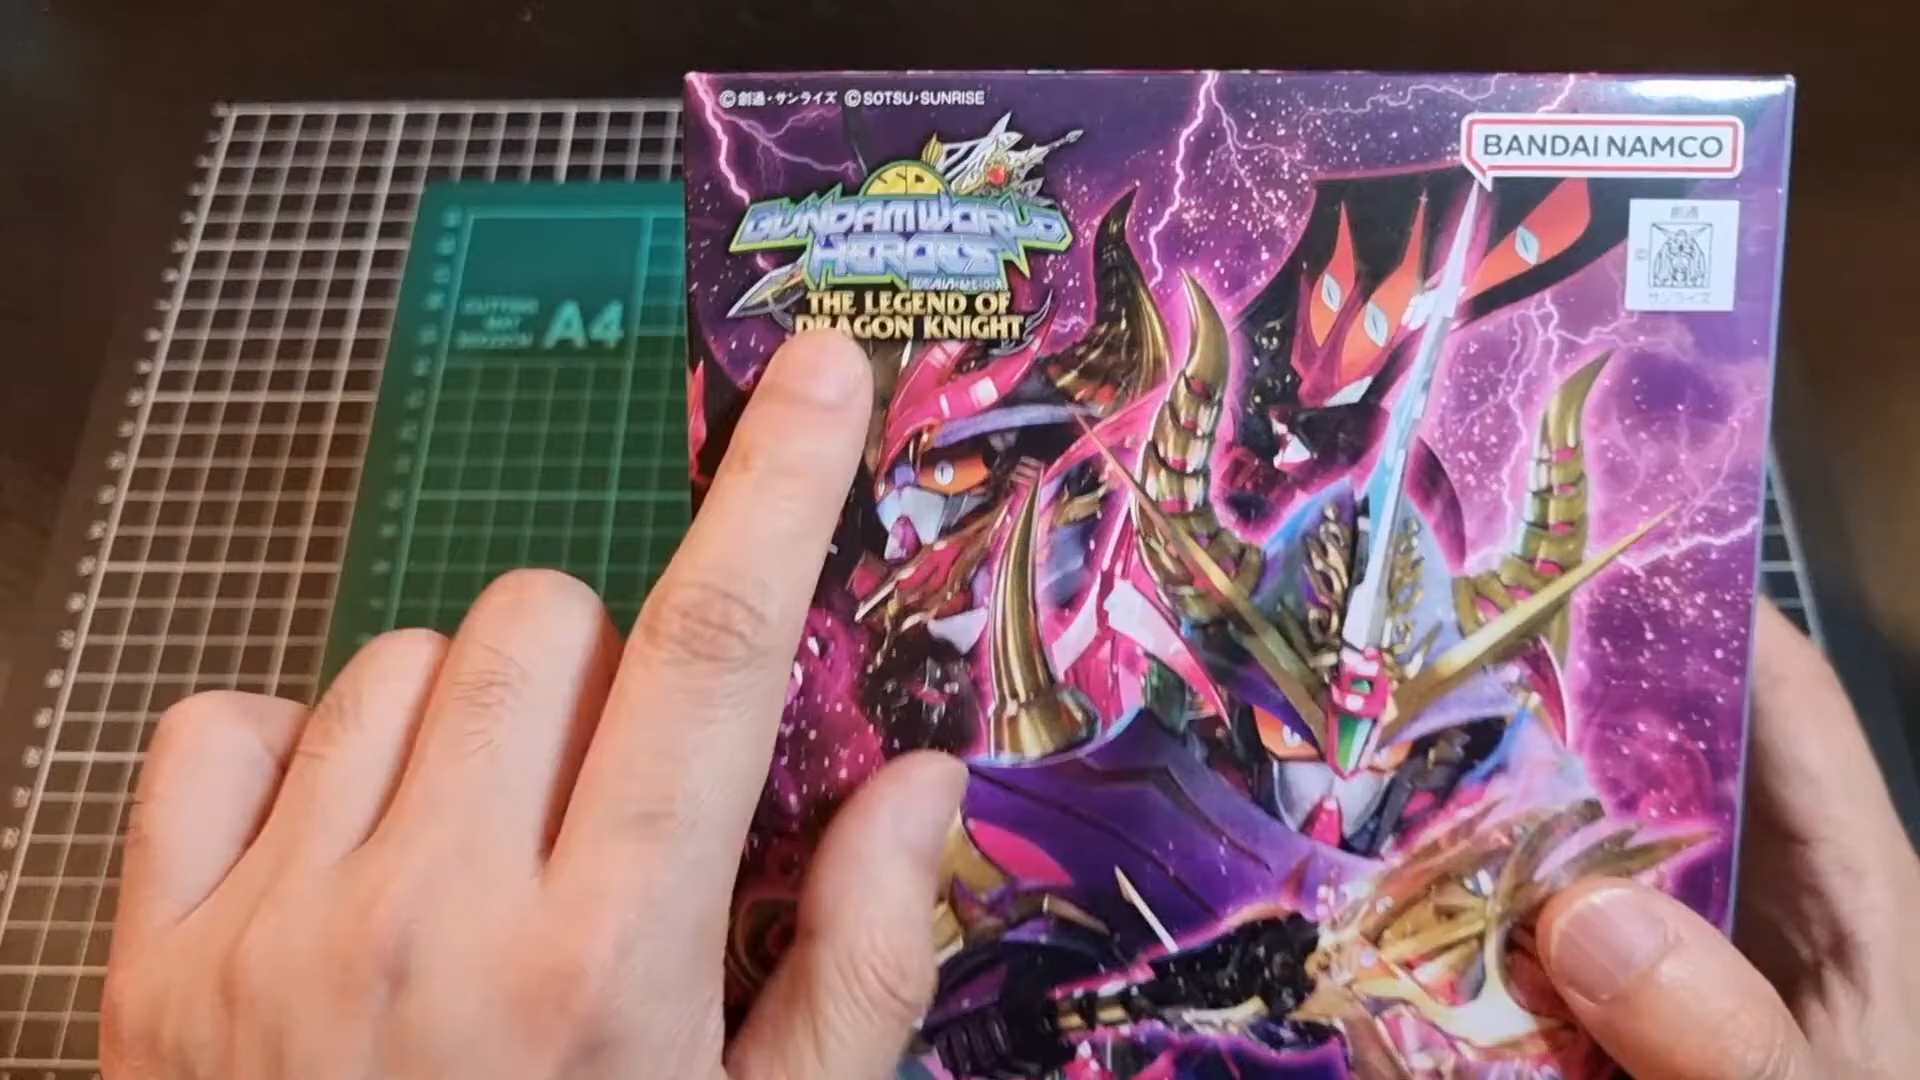 ©創通・サンライズ ©SOTSU・SUNRISE
BANDAI NAMCO
SD
GUNDAM WORLD
HEROES
THE LEGEND OF
DRAGON KNIGHT
創通
サンライズ
CUTTING
MAT
A4